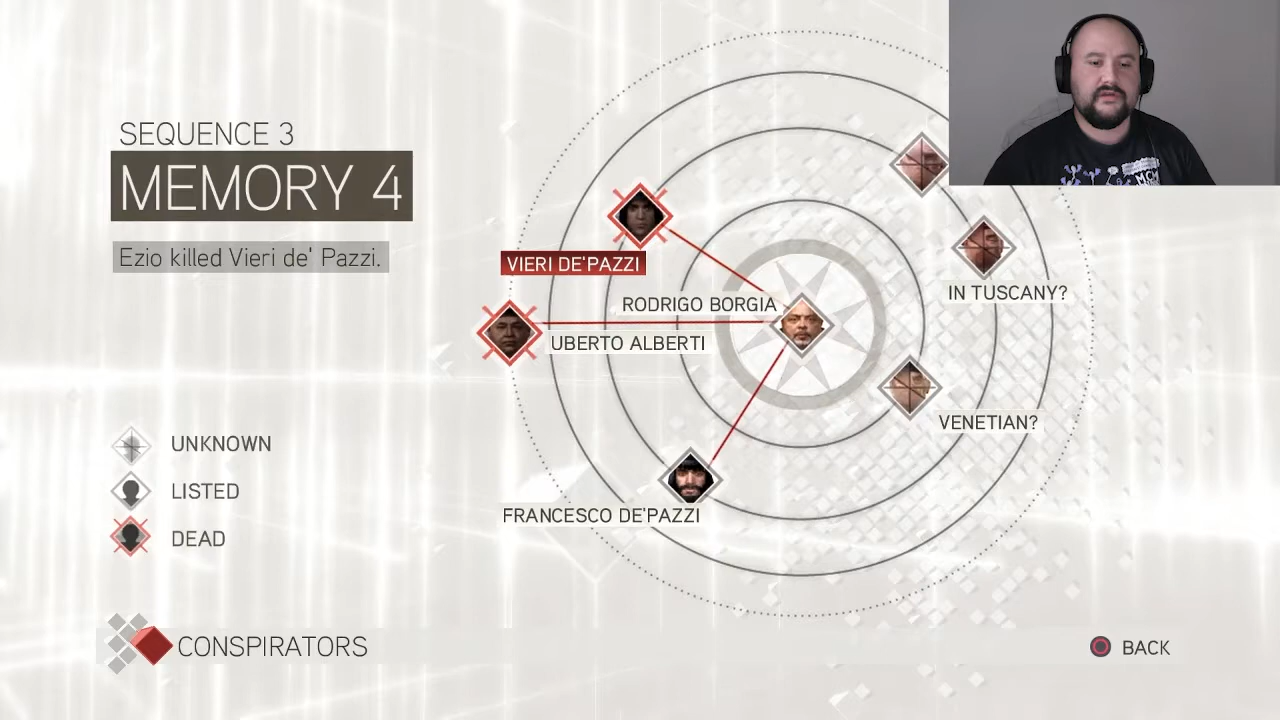 SEQUENCE 3
MEMORY 4
Ezio killed Vieri de' Pazzi.
VIERI DE'PAZZI
RODRIGO BORGIA
UBERTO ALBERTI
IN TUSCANY?
VENETIAN?
FRANCESCO DE'PAZZI
UNKNOWN
LISTED
DEAD
CONSPIRATORS
BACK